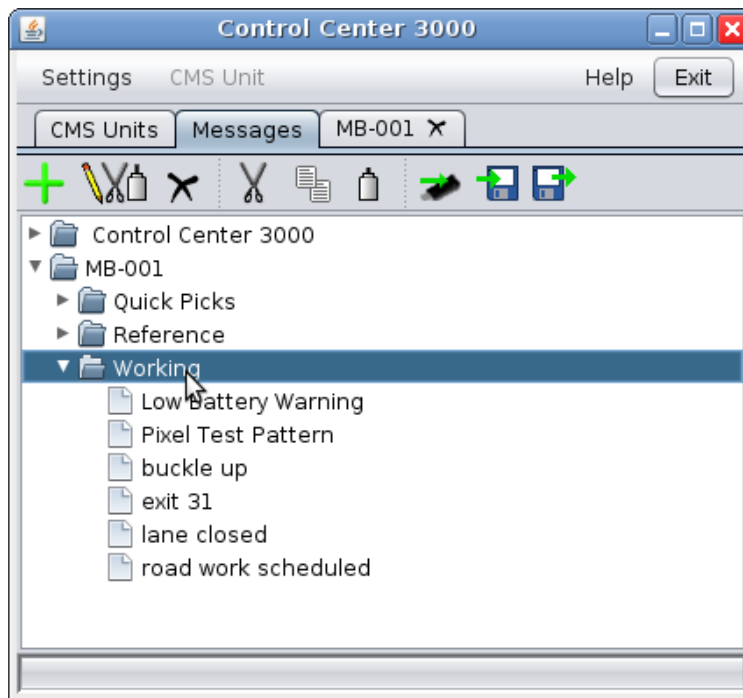 Control Center 3000
Settings CMS Unit Help Exit
CMS Units Messages MB-001
Control Center 3000
MB-001
Quick Picks
Reference
Working
Low Battery Warning
Pixel Test Pattern
buckle up
exit 31
lane closed
road work scheduled